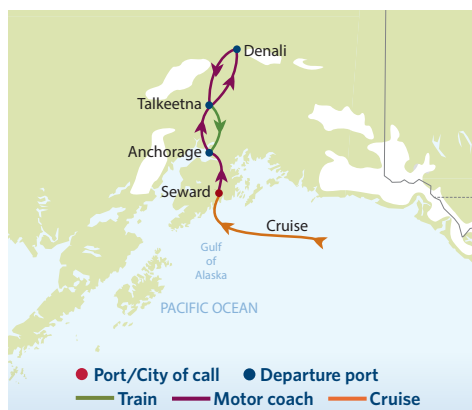 Denali
Talkeetna
Anchorage
Seward
Cruise
Gulf
of
Alaska
PACIFIC OCEAN
Port/City of call
Departure port
Train
Motor coach
Cruise